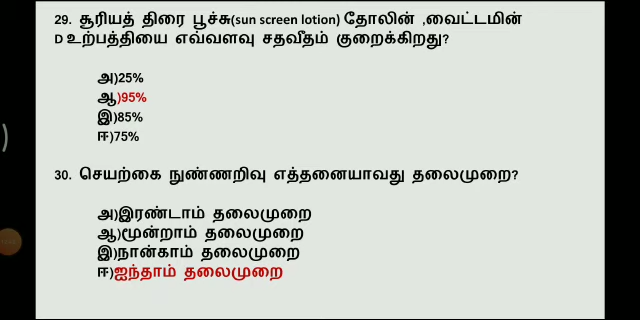 29. சூரியத் திரை பூச்சு(sun screen lotion) தோலின் ,வைட்டமின்
D உற்பத்தியை எவ்வளவு சதவீதம் குறைக்கிறது?
அ)25%
ஆ)95%
இ)85%
ஈ)75%
30. செயற்கை நுண்ணறிவு எத்தனையாவது தலைமுறை?
அ)இரண்டாம் தலைமுறை
ஆ)மூன்றாம் தலைமுறை
இ)நான்காம் தலைமுறை
ஈ)ஐந்தாம் தலைமுறை